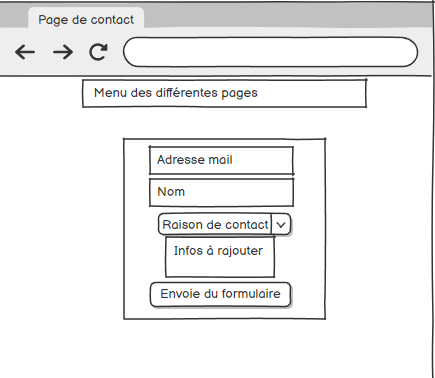 Page de contact
Menu des différentes pages
Adresse mail
Nom
Raison de contact
Infos à rajouter
Envoie du formulaire